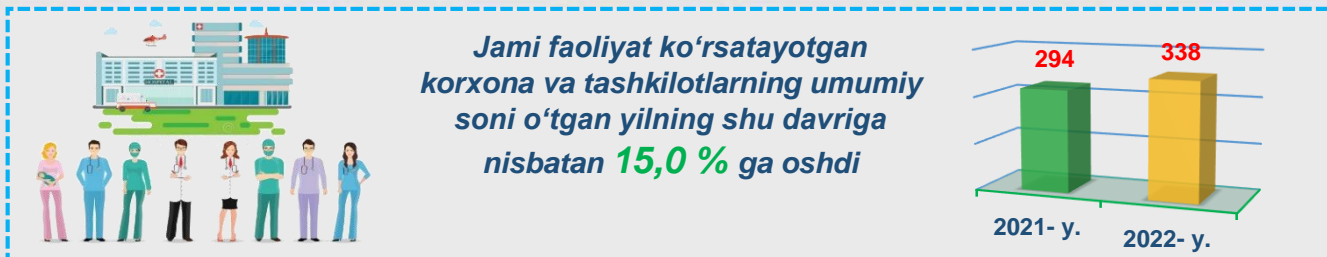 Jami faoliyat ko‘rsatayotgan
korxona va tashkilotlarning umumiy
soni o‘tgan yilning shu davriga
nisbatan 15,0 % ga oshdi
294
338
2021- y.
2022- y.